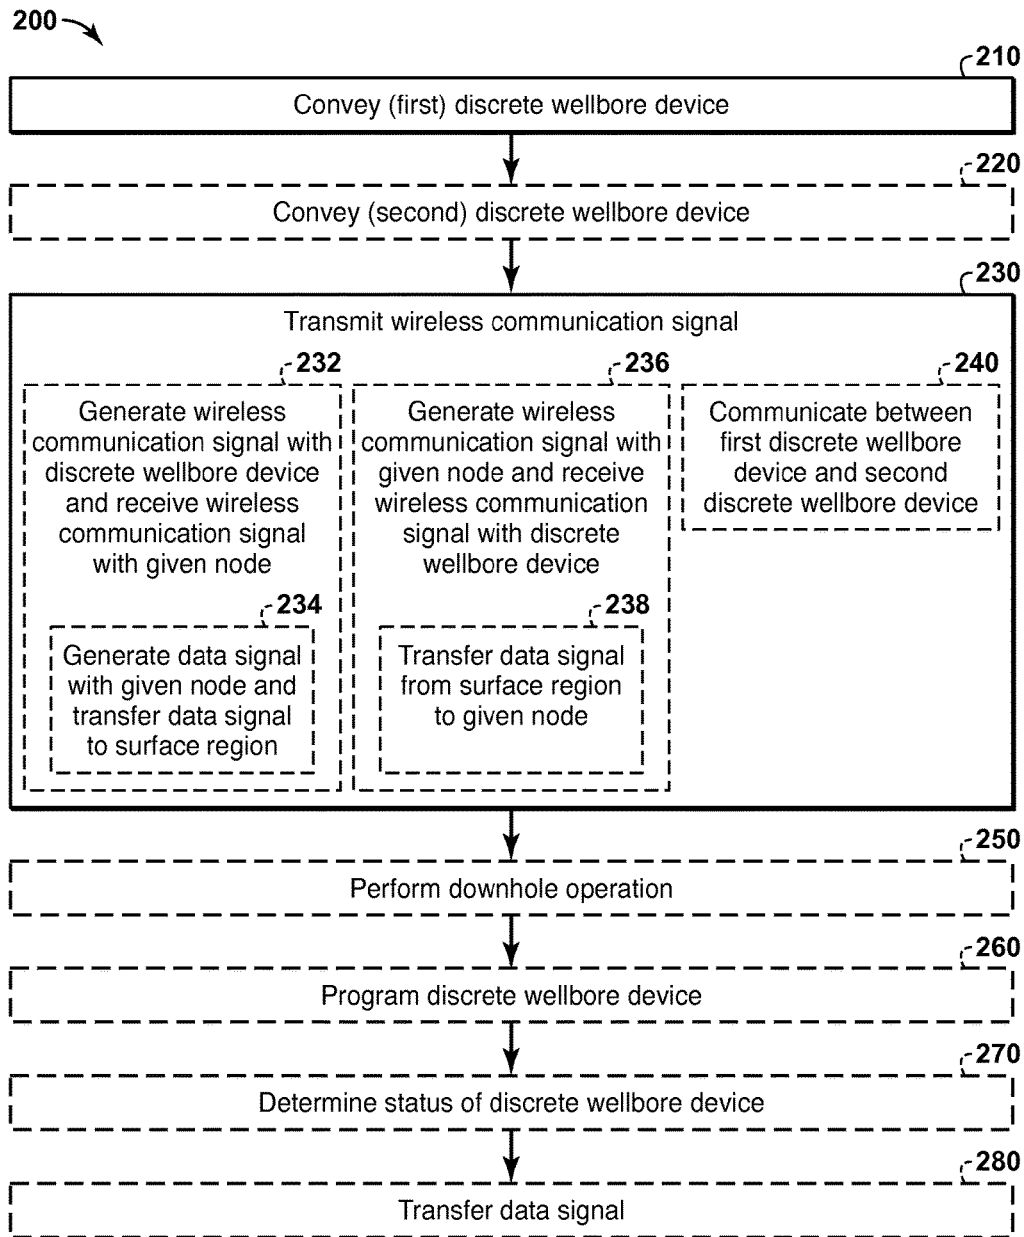 200
210
Convey (first) discrete wellbore device
220
Convey (second) discrete wellbore device
230
Transmit wireless communication signal
232
Generate wireless
communication signal with
discrete wellbore device
and receive wireless
communication signal
with given node
234
Generate data signal
with given node and
transfer data signal
to surface region
236
Generate wireless
communication signal with
given node and receive
wireless communication
signal with discrete
wellbore device
238
Transfer data signal
from surface region
to given node
240
Communicate between
first discrete wellbore
device and second
discrete wellbore device
250
Perform downhole operation
260
Program discrete wellbore device
270
Determine status of discrete wellbore device
280
Transfer data signal